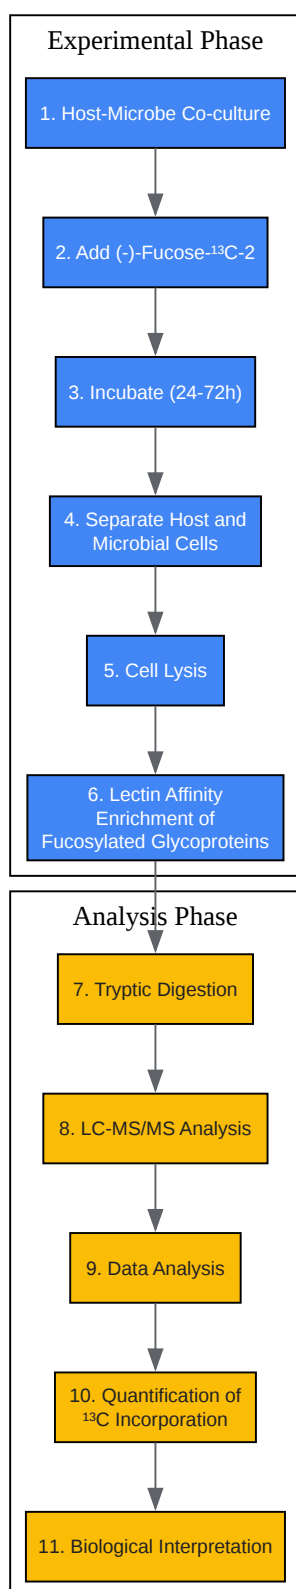 Experimental Phase
1. Host-Microbe Co-culture
2. Add (-)-Fucose-¹³C-2
3. Incubate (24-72h)
4. Separate Host and
Microbial Cells
5. Cell Lysis
6. Lectin Affinity
Enrichment of
Fucosylated Glycoproteins
Analysis Phase
7. Tryptic Digestion
8. LC-MS/MS Analysis
9. Data Analysis
10. Quantification of
¹³C Incorporation
11. Biological Interpretation